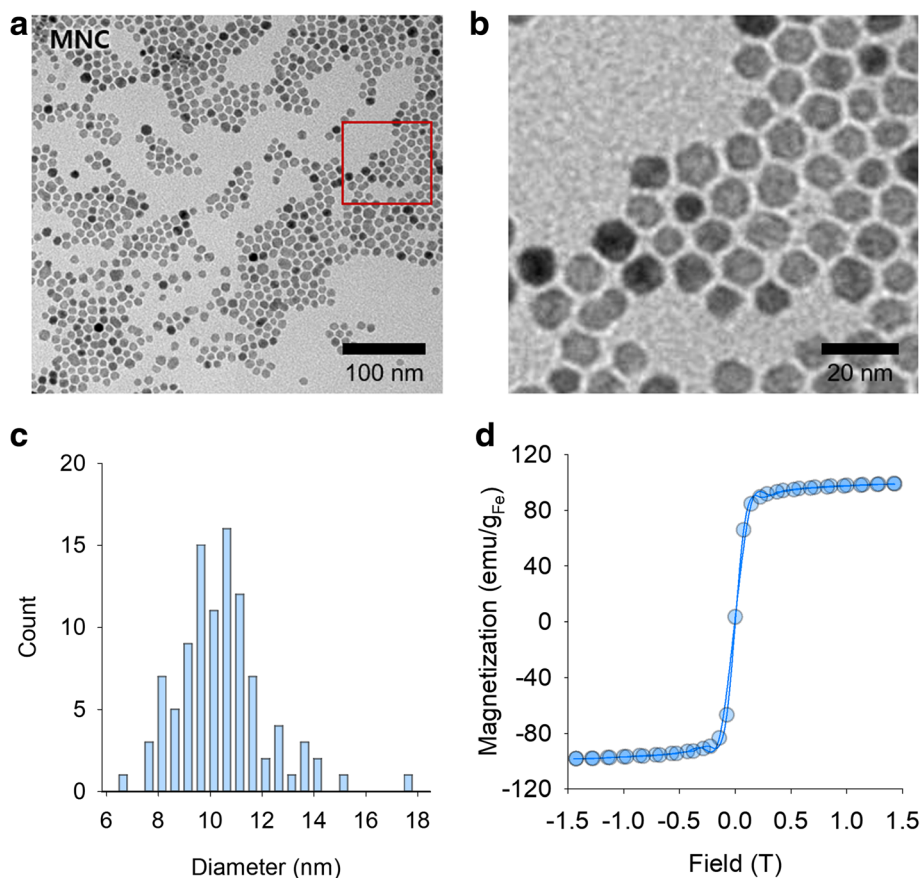 a
MNC
100 nm
b
20 nm
c
20
15
10
5
0
Count
6 8 10 12 14 16 18
Diameter (nm)
d
120
80
40
0
-40
-80
-120
Magnetization (emu/gFe)
-1.5 -1.0 -0.5 0.0 0.5 1.0 1.5
Field (T)